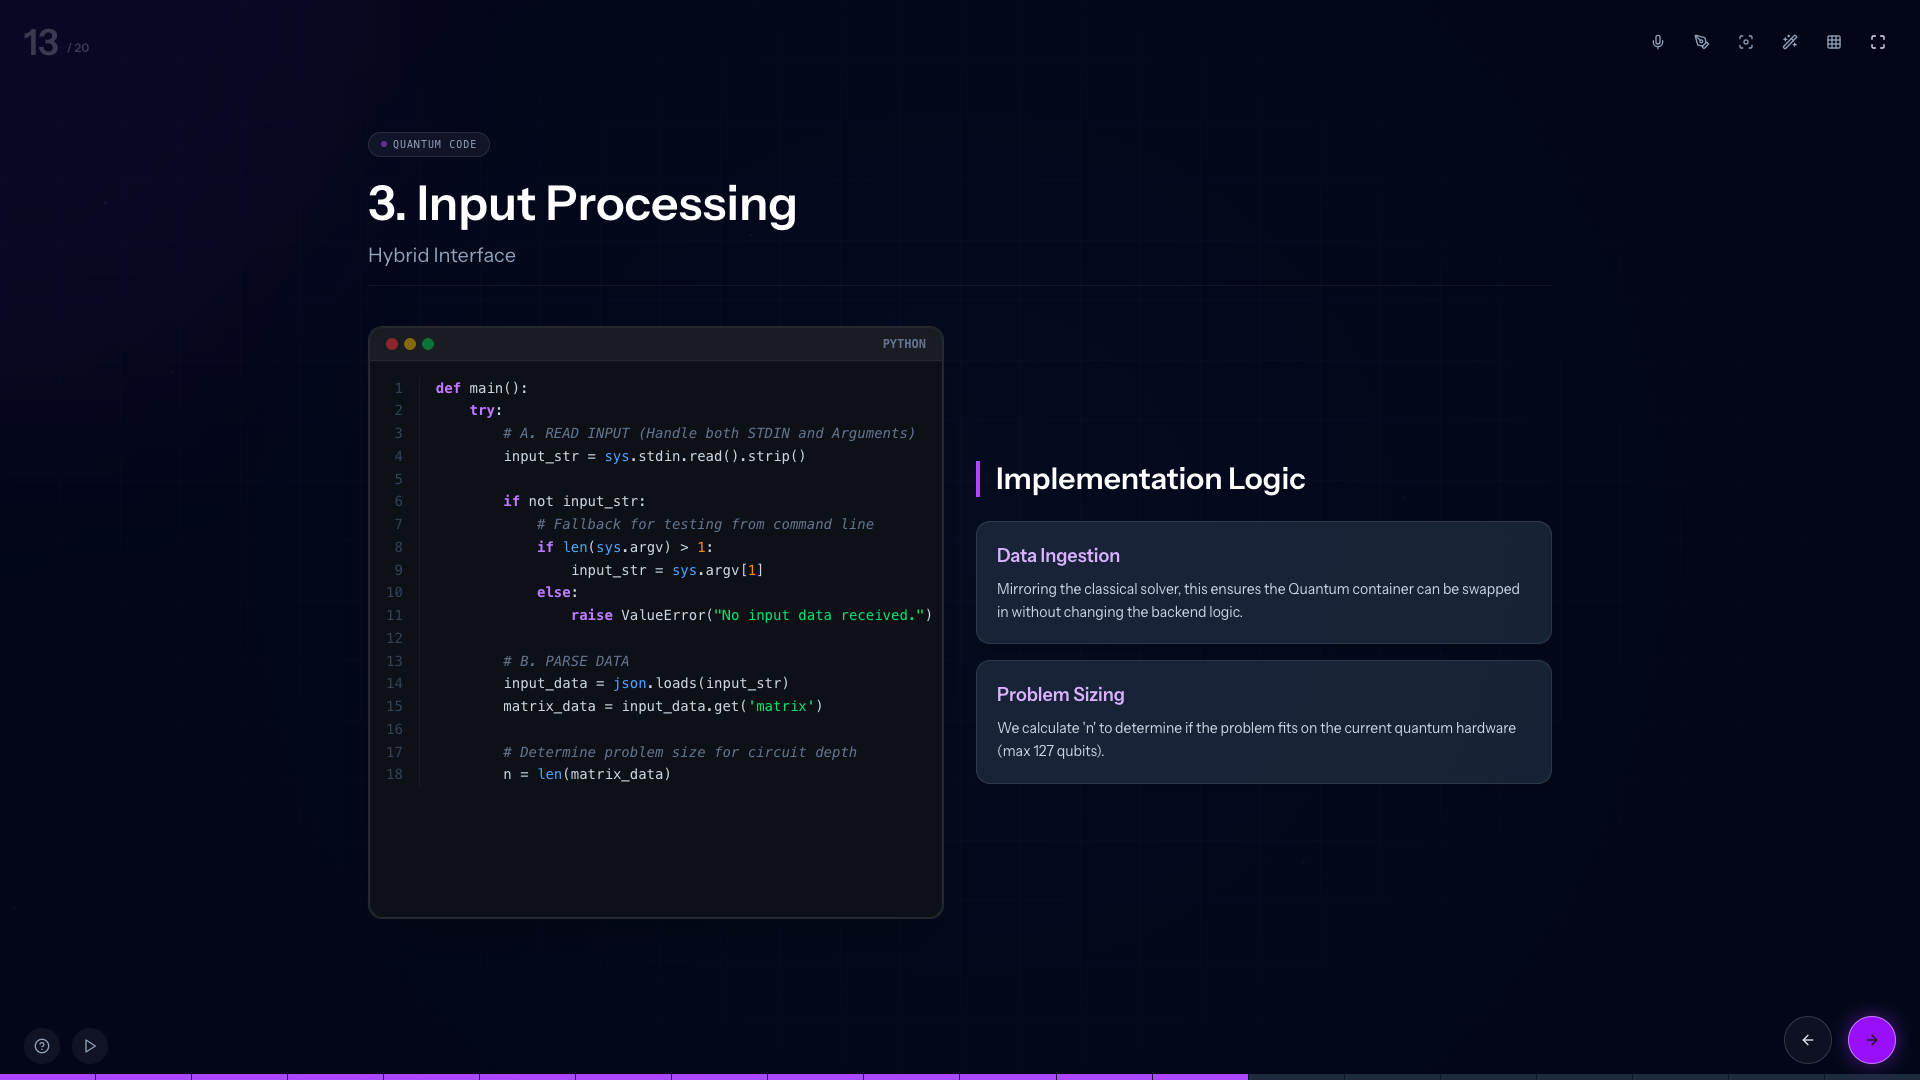 13 / 20
QUANTUM CODE
3. Input Processing
Hybrid Interface
PYTHON
1 def main():
2     try:
3         # A. READ INPUT (Handle both STDIN and Arguments)
4         input_str = sys.stdin.read().strip()
5
6         if not input_str:
7             # Fallback for testing from command line
8             if len(sys.argv) > 1:
9                 input_str = sys.argv[1]
10             else:
11                 raise ValueError("No input data received.")
12
13         # B. PARSE DATA
14         input_data = json.loads(input_str)
15         matrix_data = input_data.get('matrix')
16
17         # Determine problem size for circuit depth
18         n = len(matrix_data)
Implementation Logic
Data Ingestion
Mirroring the classical solver, this ensures the Quantum container can be swapped
in without changing the backend logic.
Problem Sizing
We calculate 'n' to determine if the problem fits on the current quantum hardware
(max 127 qubits).